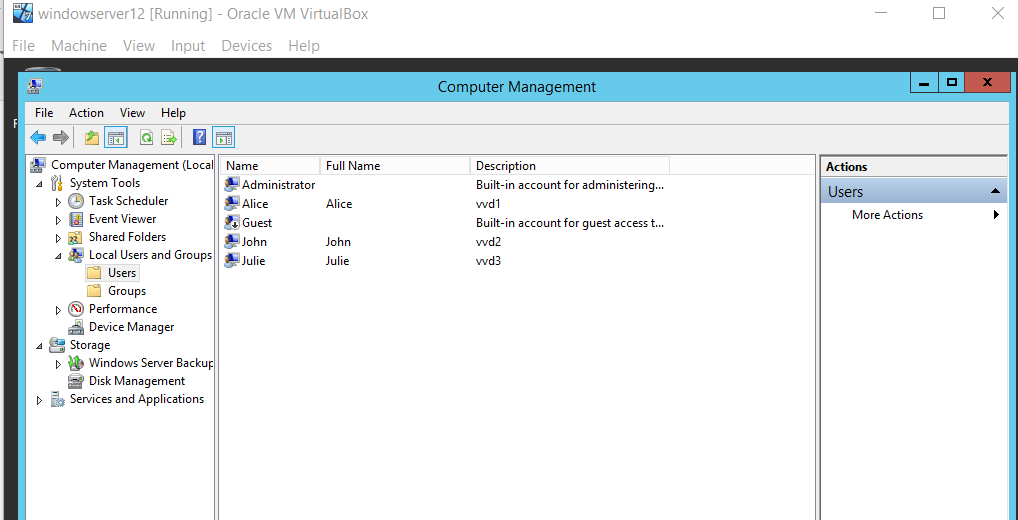 windowserver12 [Running] - Oracle VM VirtualBox
File Machine View Input Devices Help
Computer Management
File Action View Help
Computer Management (Local
System Tools
Task Scheduler
Event Viewer
Shared Folders
Local Users and Groups
Users
Groups
Performance
Device Manager
Storage
Windows Server Backup
Disk Management
Services and Applications
Name Full Name Description
Administrator Built-in account for administering...
Alice Alice vvd1
Guest Built-in account for guest access t...
John John vvd2
Julie Julie vvd3
Actions
Users
More Actions